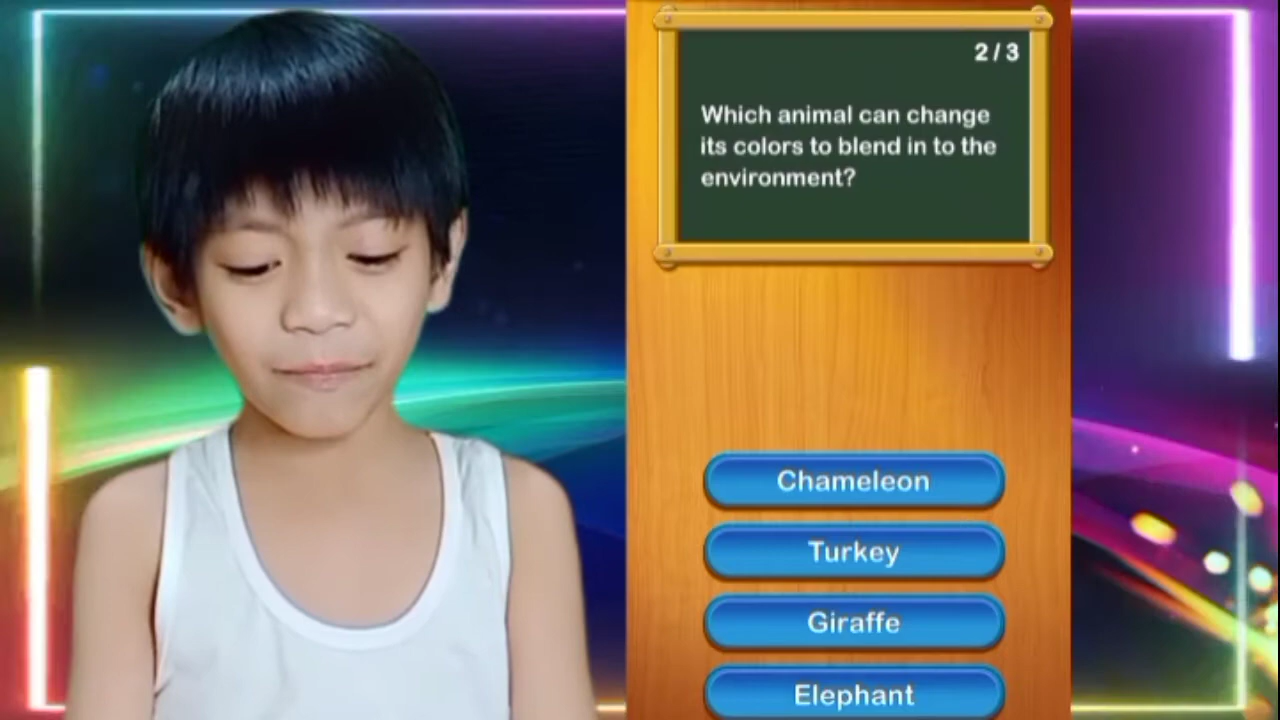 2 / 3
Which animal can change
its colors to blend in to the
environment?
Chameleon
Turkey
Giraffe
Elephant